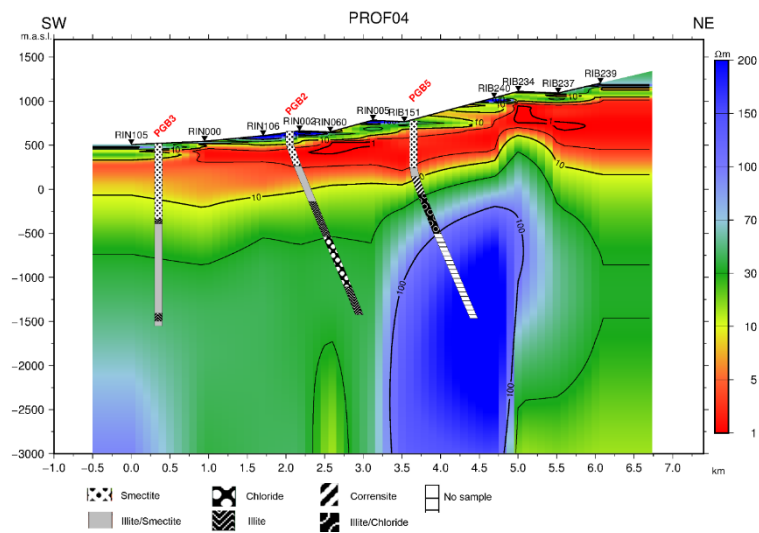 PROF04
SW
NE
m.a.s.l.
Ωm
RIN105
PGB3
RIN000
RIN106
PGB2
RIN002
RIN060
RIN005
RIB151
PGB5
RIB240
RIB234
RIB237
RIB239
1500
1000
500
0
−500
−1000
−1500
−2000
−2500
−3000
10
10
10
10
10
1
1
10
10
100
100
100
200
150
100
70
30
10
5
1
−1.0 −0.5 0.0 0.5 1.0 1.5 2.0 2.5 3.0 3.5 4.0 4.5 5.0 5.5 6.0 6.5 7.0 km
Smectite Chloride Corrensite No sample
Illite/Smectite Illite Illite/Chloride